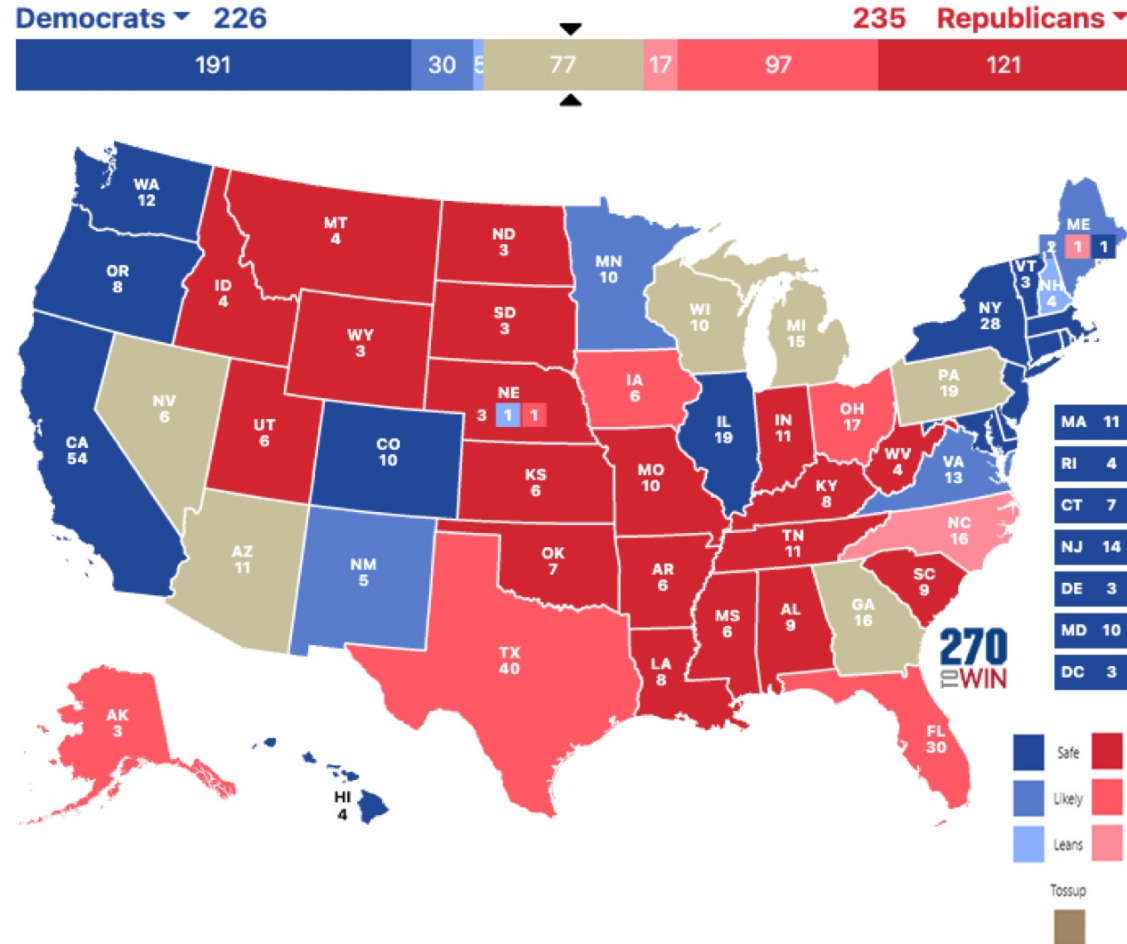 Democrats 226
235 Republicans
191 30 5 77 17 97 121
WA
12
MT
4
ND
3
MN
10
ME
2 1 1
OR
8
ID
4
SD
3
WI
10
MI
15
VT
3
NH
4
NY
28
WY
3
IA
6
PA
19
NV
6
NE
3 1 1
IL
19
IN
11
OH
17
UT
6
CO
10
CA
54
KS
6
MO
10
WV
4
VA
13
KY
8
NC
16
TN
11
AZ
11
NM
5
OK
7
AR
6
SC
9
MS
6
AL
9
GA
16
TX
40
LA
8
FL
30
AK
3
HI
4
270
TO WIN
MA 11
RI 4
CT 7
NJ 14
DE 3
MD 10
DC 3
Safe
Likely
Leans
Tossup